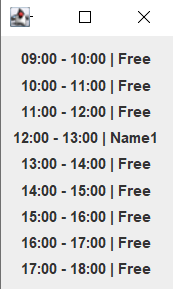 09:00 - 10:00 | Free
10:00 - 11:00 | Free
11:00 - 12:00 | Free
12:00 - 13:00 | Name1
13:00 - 14:00 | Free
14:00 - 15:00 | Free
15:00 - 16:00 | Free
16:00 - 17:00 | Free
17:00 - 18:00 | Free